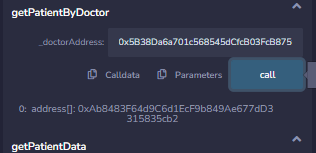 getPatientByDoctor
_doctorAddress: 0x5B38Da6a701c568545dCfcB03FcB875
Calldata Parameters call
0: address[]: 0xAb8483F64d9C6d1EcF9b849Ae677dD3
315835cb2
getPatientData